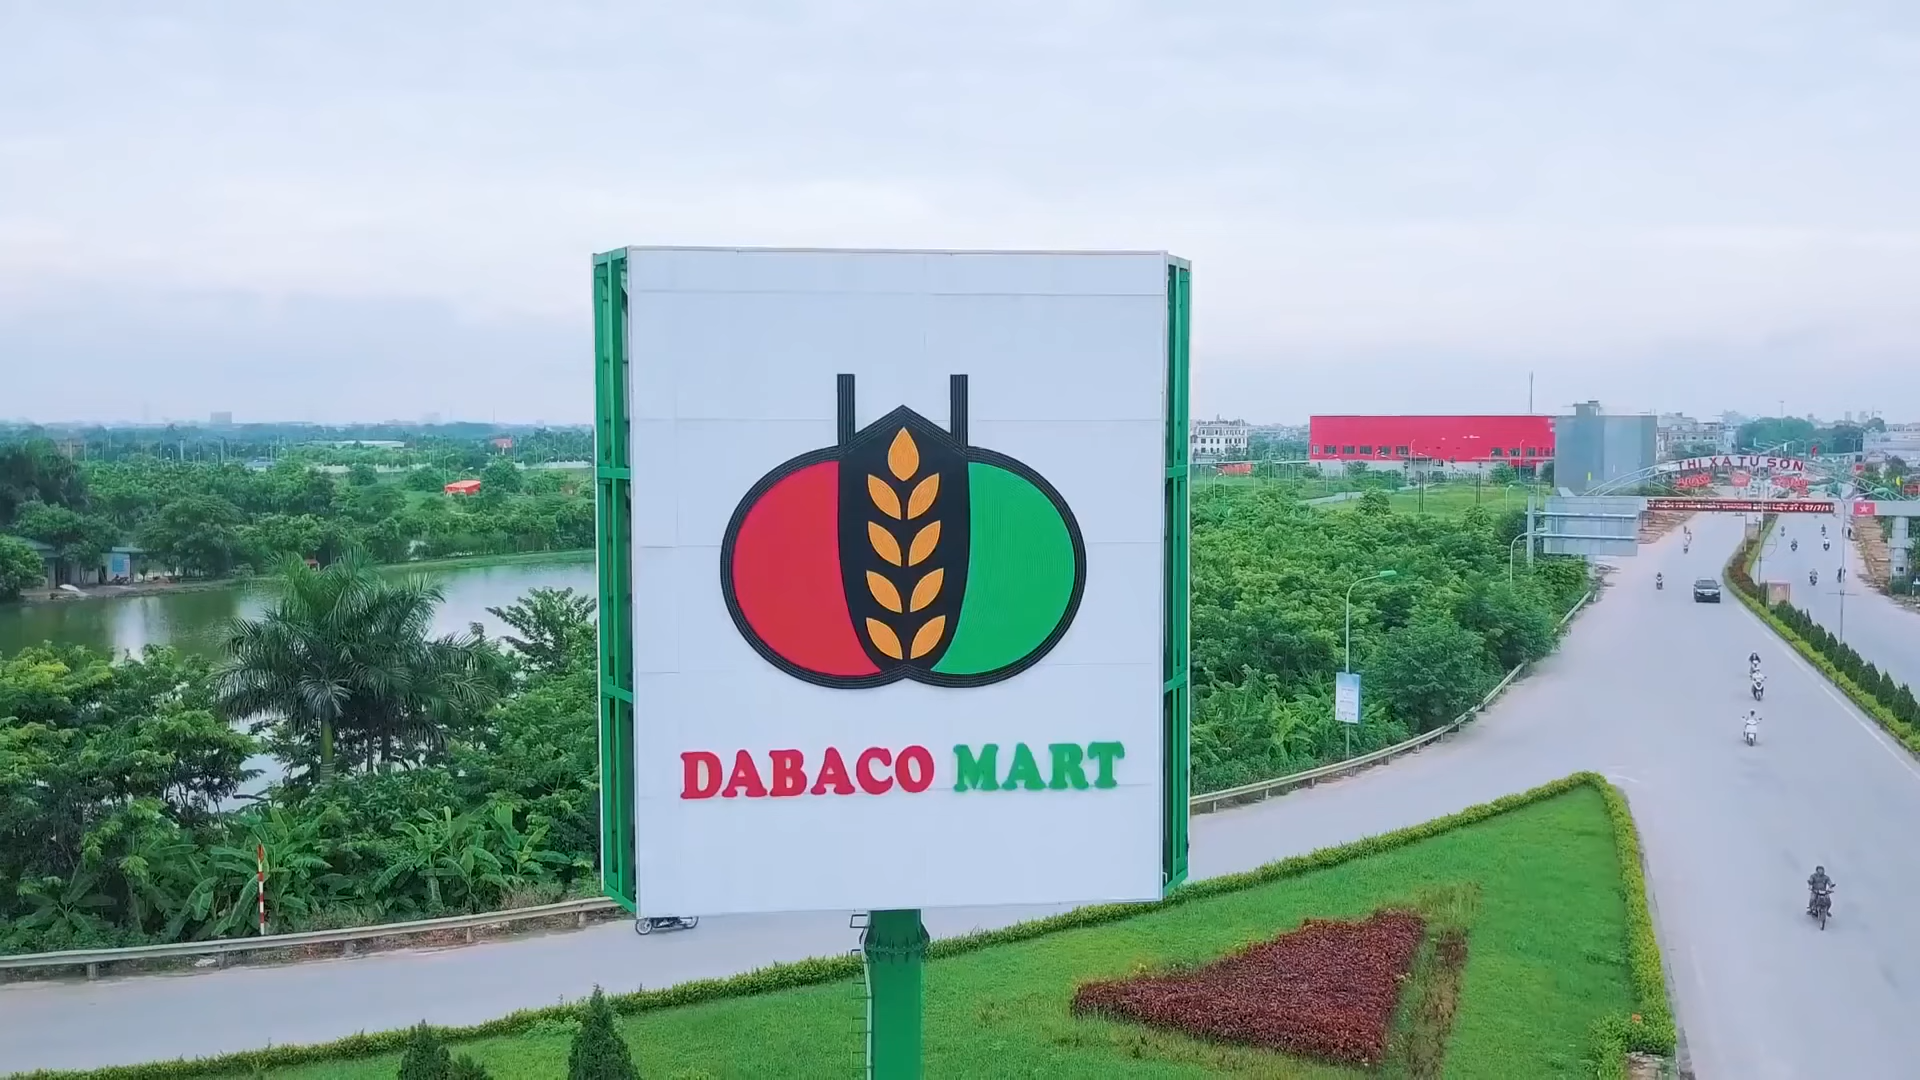 DABACO MART
THỊ XÃ TỪ SƠN